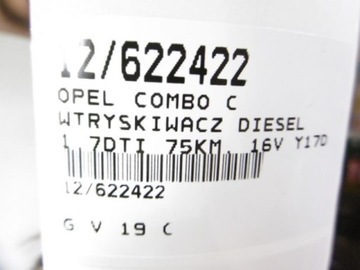 12/622422
OPEL COMBO C
WTRYSKIWACZ DIESEL
1.7DTI 75KM. 16V Y17D
12/622422
G V 19 C